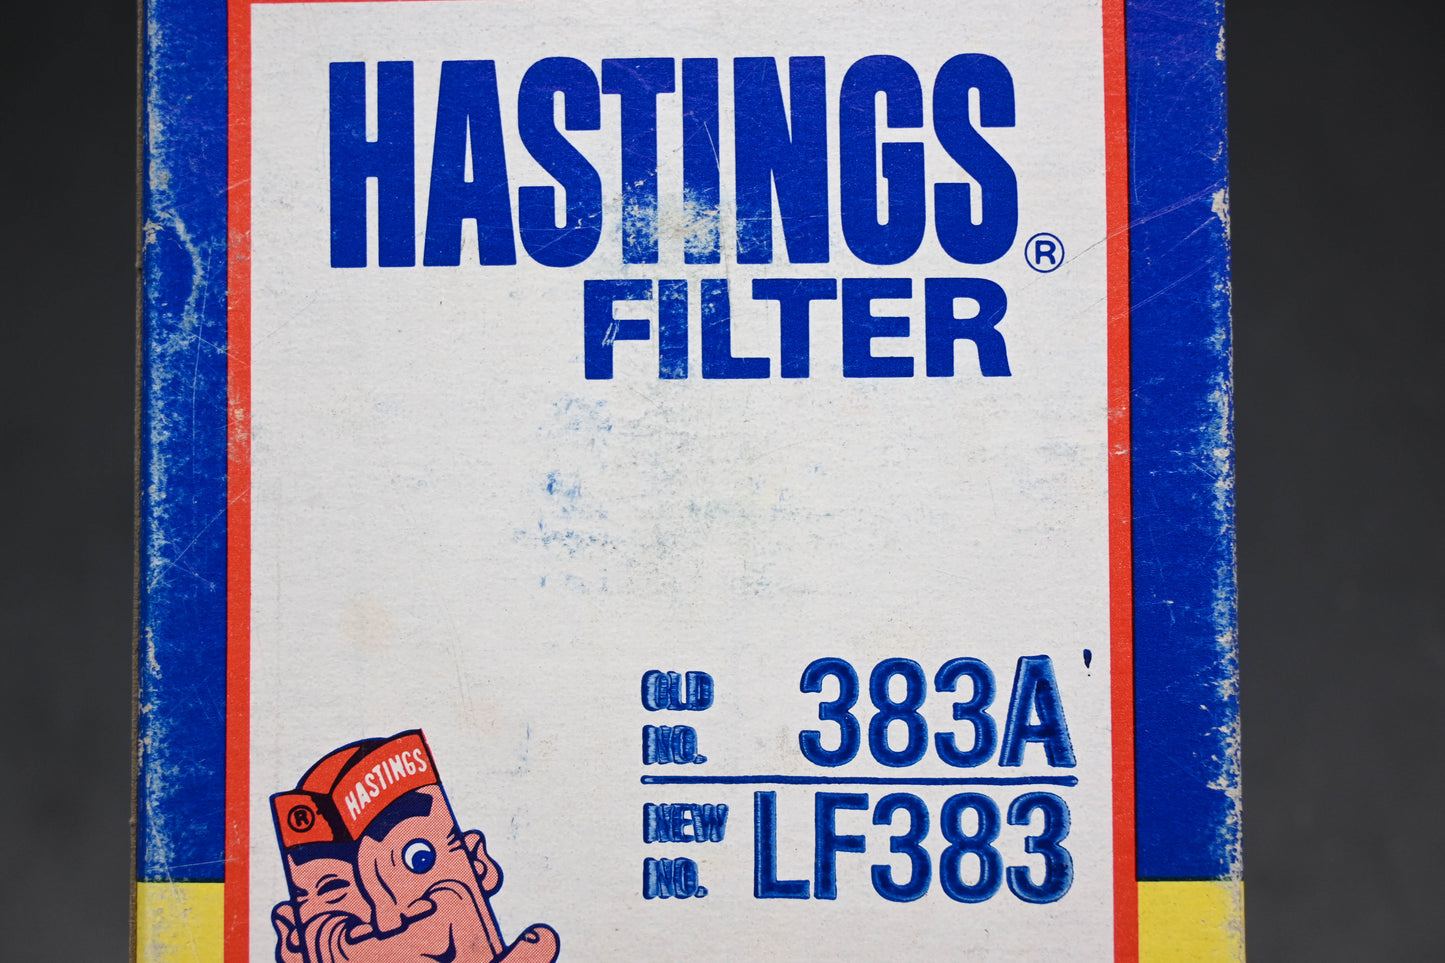 HASTINGS ®
FILTER
OLD NO. 383A
NEW NO. LF383
HASTINGS
®